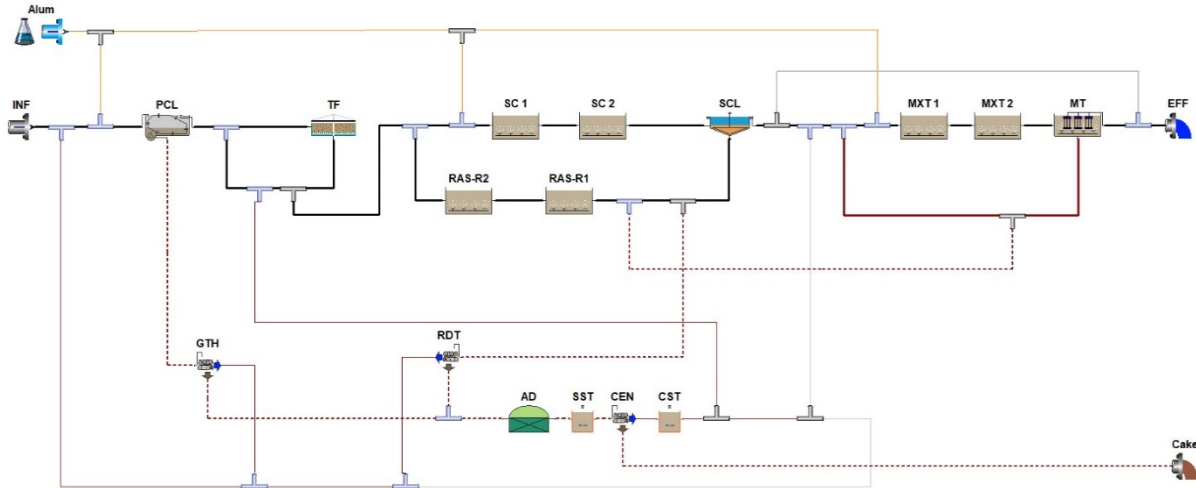 Alum
INF
PCL
TF
SC 1
SC 2
SCL
MXT 1
MXT 2
MT
EFF
RAS-R2
RAS-R1
GTH
RDT
AD
SST
CEN
CST
Cake